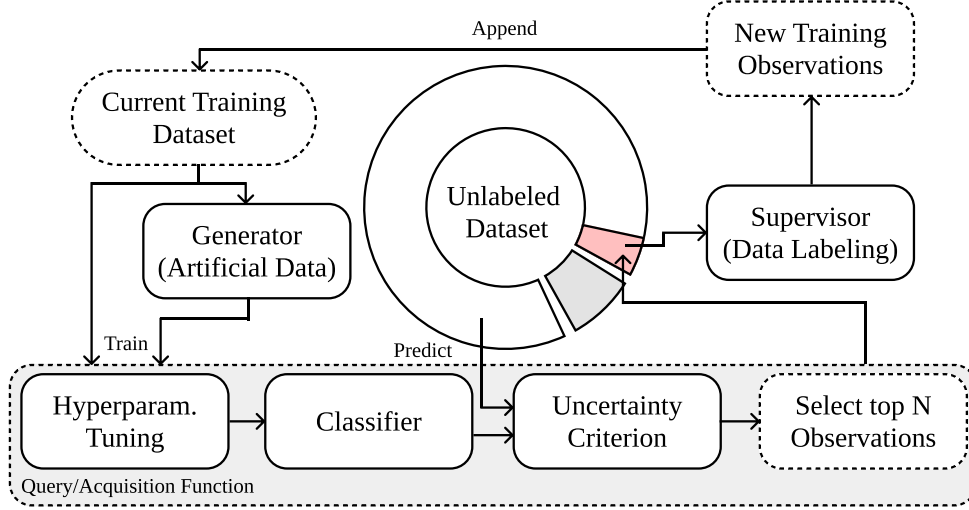 Append
New Training
Observations
Current Training
Dataset
Unlabeled
Dataset
Supervisor
(Data Labeling)
Generator
(Artificial Data)
Train
Predict
Hyperparam.
Tuning
Classifier
Uncertainty
Criterion
Select top N
Observations
Query/Acquisition Function